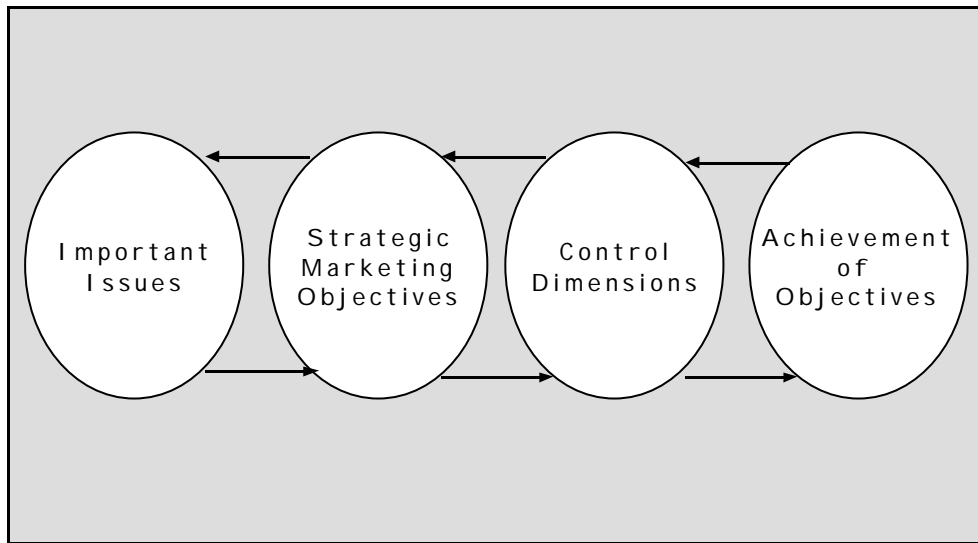 Important
Issues
Strategic
Marketing
Objectives
Control
Dimensions
Achievement
of
Objectives